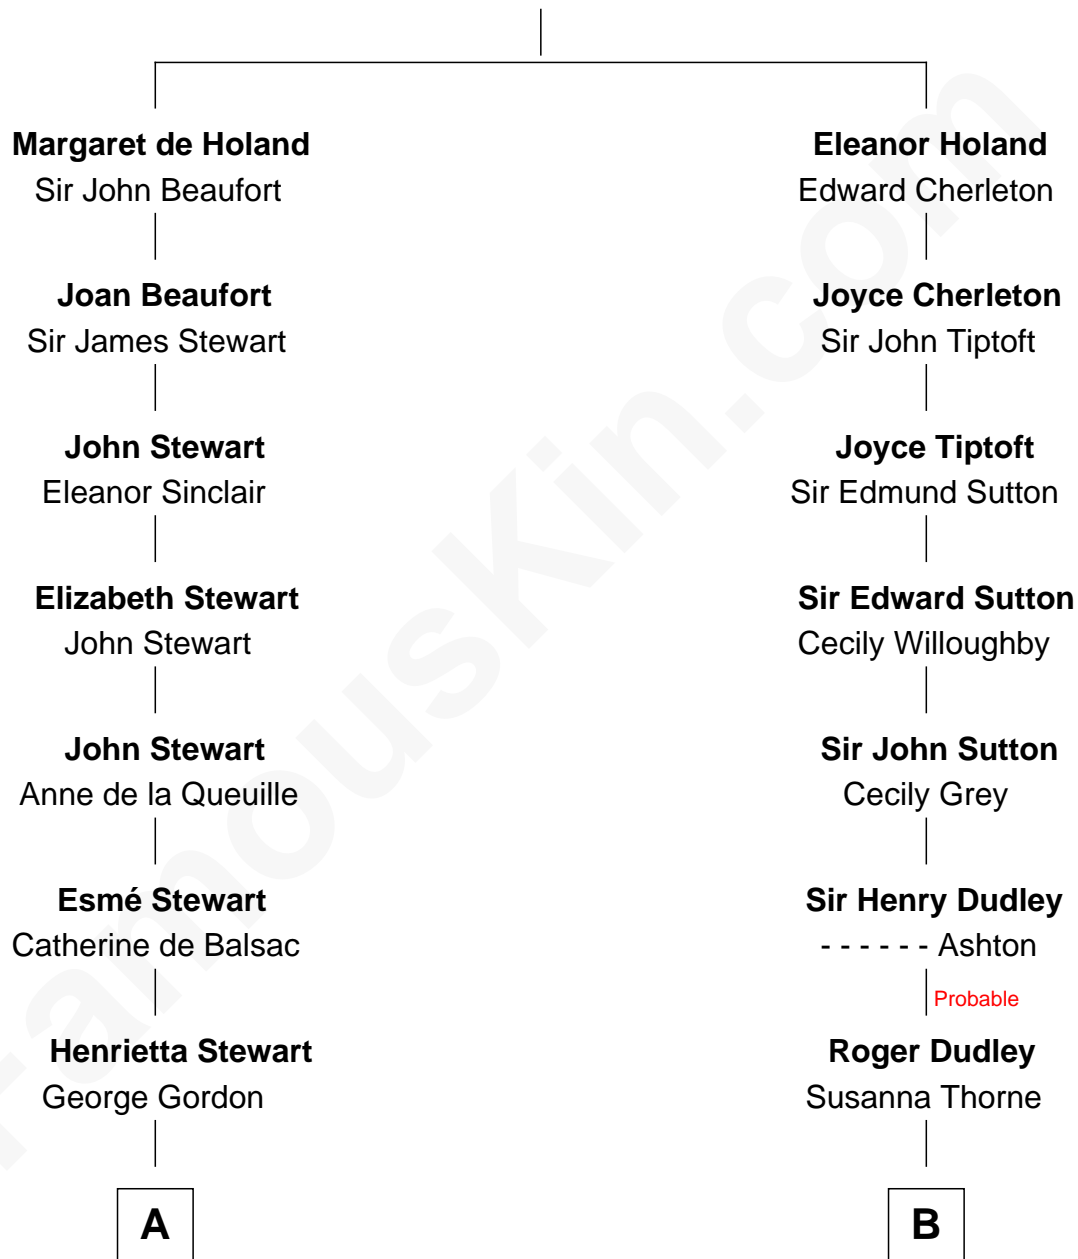 Margaret de Holand
Sir John Beaufort
Joan Beaufort
Sir James Stewart
John Stewart
Eleanor Sinclair
Elizabeth Stewart
John Stewart
John Stewart
Anne de la Queuille
Esmé Stewart
Catherine de Balsac
Henrietta Stewart
George Gordon
A
Eleanor Holand
Edward Cherleton
Joyce Cherleton
Sir John Tiptoft
Joyce Tiptoft
Sir Edmund Sutton
Sir Edward Sutton
Cecily Willoughby
Sir John Sutton
Cecily Grey
Sir Henry Dudley
- - - - - - Ashton
Probable
Roger Dudley
Susanna Thorne
B
FamousKin.com